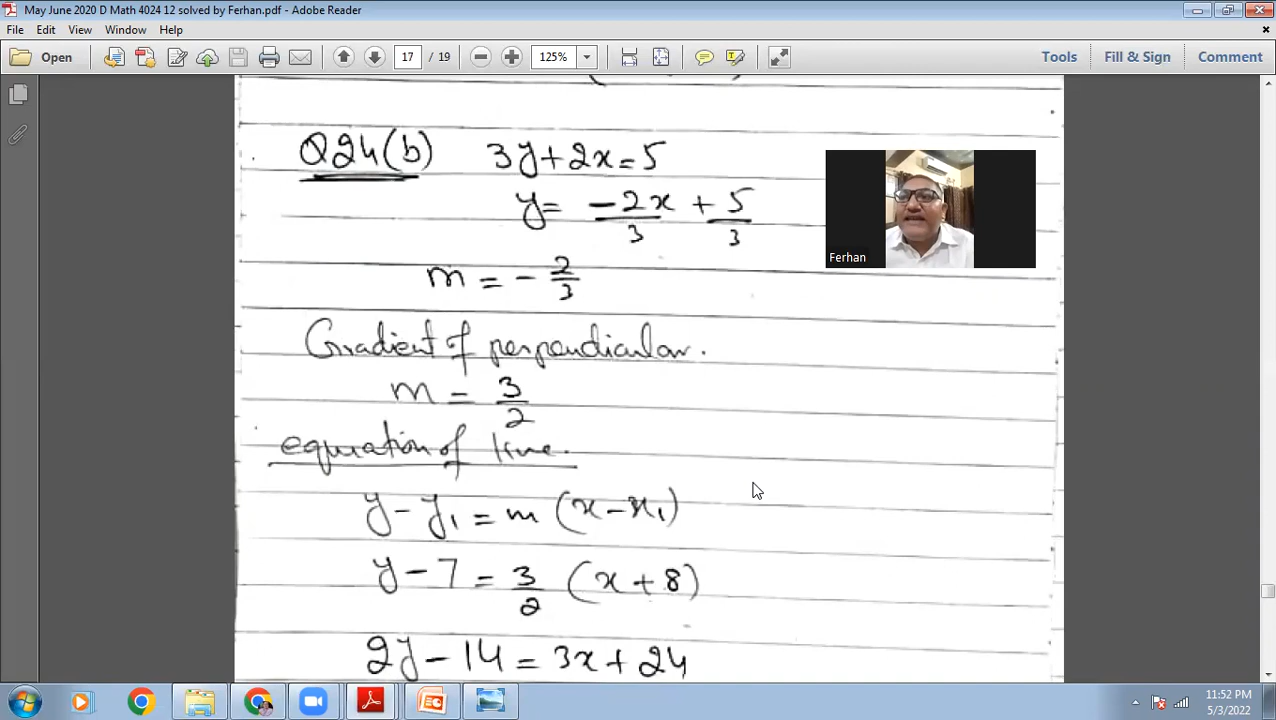 May June 2020 D Math 4024 12 solved by Ferhan.pdf - Adobe Reader
File Edit View Window Help
Open 17 / 19 125% Tools Fill & Sign Comment
Q24(b) 3y+2x=5
y= -2x/3 + 5/3
m = -2/3
Gradient of perpendicular.
m = 3/2
equation of line.
y-y₁=m (x-x₁)
y-7 = 3/2 (x+8)
2y-14=3x+24
Ferhan
11:52 PM
5/3/2022